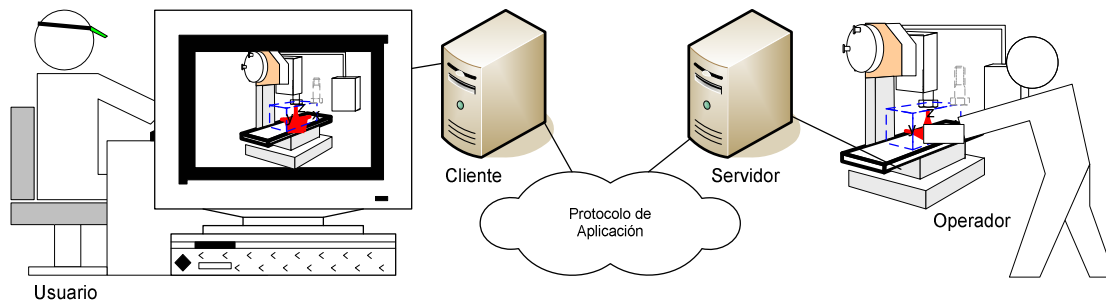 Cliente
Servidor
Protocolo de
Aplicación
Operador
Usuario
Z
Z